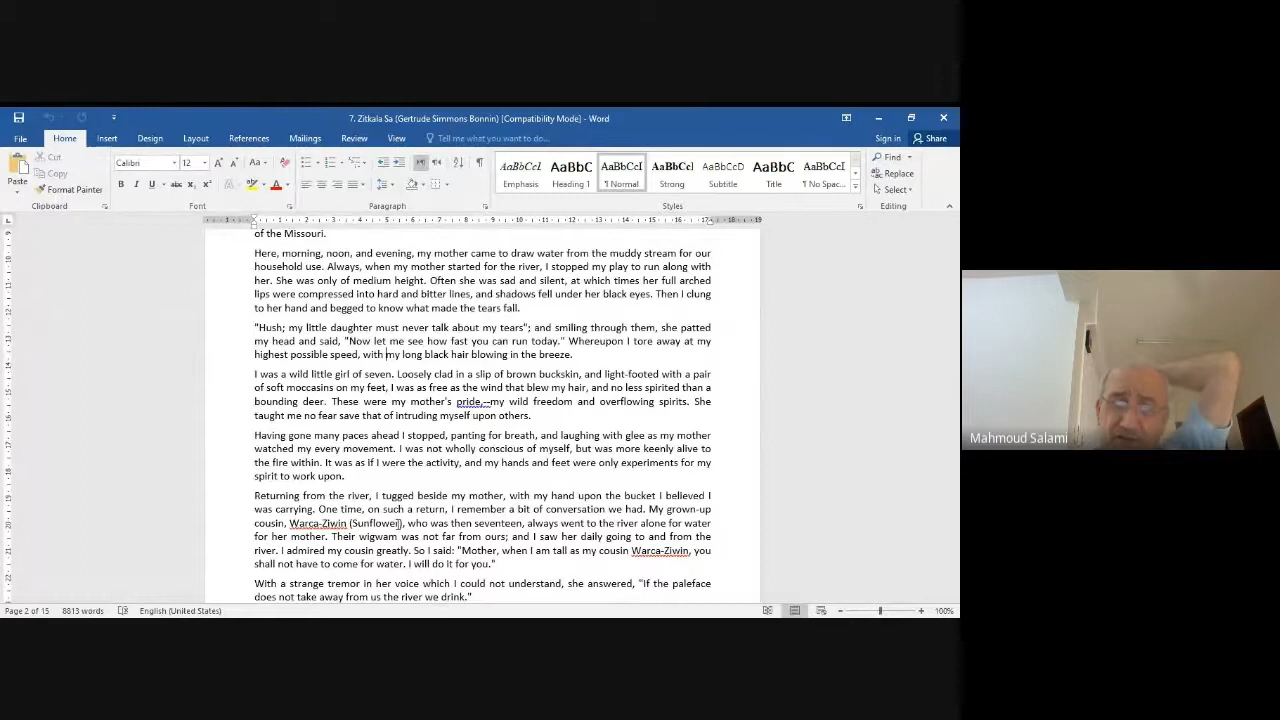 7. Zitkala Sa (Gertrude Simmons Bonnin) [Compatibility Mode] - Word
File Home Insert Design Layout References Mailings Review View Tell me what you want to do... Sign in Share
Paste
Cut
Copy
Format Painter
Clipboard
Calibri 12
Font
Paragraph
AaBbCcI AaBbC AaBbCcI AaBbCcI AaBbCcD AaBbC AaBbCcI
Emphasis Heading 1 ¶ Normal Strong Subtitle Title ¶ No Spac...
Styles
Find
Replace
Select
Editing
of the Missouri.
Here, morning, noon, and evening, my mother came to draw water from the muddy stream for our
household use. Always, when my mother started for the river, I stopped my play to run along with
her. She was only of medium height. Often she was sad and silent, at which times her full arched
lips were compressed into hard and bitter lines, and shadows fell under her black eyes. Then I clung
to her hand and begged to know what made the tears fall.
"Hush; my little daughter must never talk about my tears"; and smiling through them, she patted
my head and said, "Now let me see how fast you can run today." Whereupon I tore away at my
highest possible speed, with my long black hair blowing in the breeze.
I was a wild little girl of seven. Loosely clad in a slip of brown buckskin, and light-footed with a pair
of soft moccasins on my feet, I was as free as the wind that blew my hair, and no less spirited than a
bounding deer. These were my mother's pride,--my wild freedom and overflowing spirits. She
taught me no fear save that of intruding myself upon others.
Having gone many paces ahead I stopped, panting for breath, and laughing with glee as my mother
watched my every movement. I was not wholly conscious of myself, but was more keenly alive to
the fire within. It was as if I were the activity, and my hands and feet were only experiments for my
spirit to work upon.
Returning from the river, I tugged beside my mother, with my hand upon the bucket I believed I
was carrying. One time, on such a return, I remember a bit of conversation we had. My grown-up
cousin, Warca-Ziwin (Sunflower), who was then seventeen, always went to the river alone for water
for her mother. Their wigwam was not far from ours; and I saw her daily going to and from the
river. I admired my cousin greatly. So I said: "Mother, when I am tall as my cousin Warca-Ziwin, you
shall not have to come for water. I will do it for you."
With a strange tremor in her voice which I could not understand, she answered, "If the paleface
does not take away from us the river we drink."
Page 2 of 15 8813 words English (United States) 100%
Mahmoud Salami